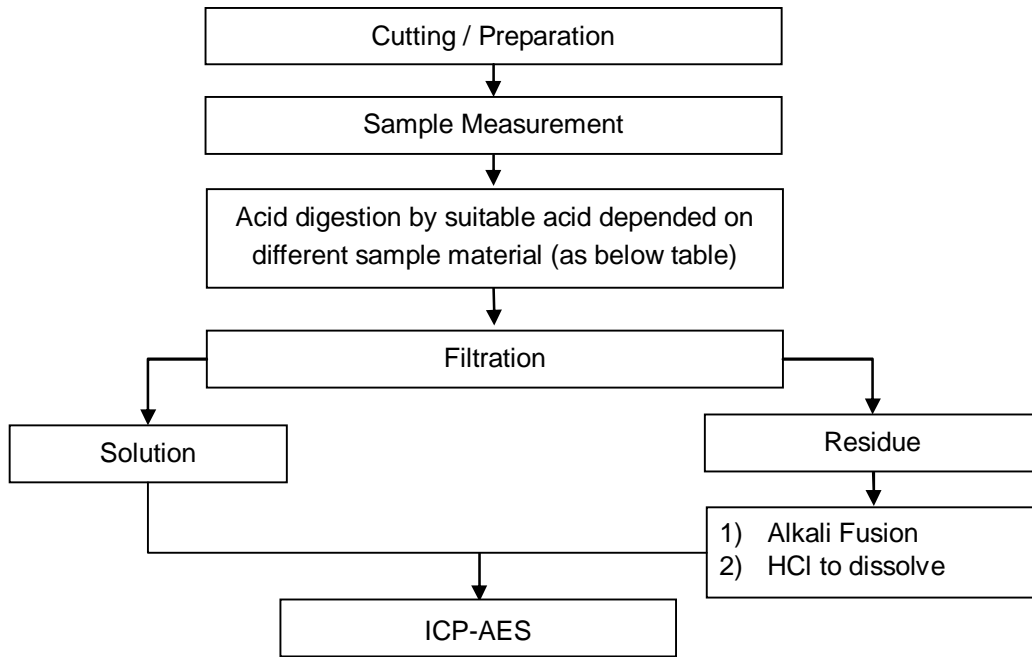 Cutting / Preparation
Sample Measurement
Acid digestion by suitable acid depended on
different sample material (as below table)
Filtration
Solution
Residue
1) Alkali Fusion
2) HCl to dissolve
ICP-AES